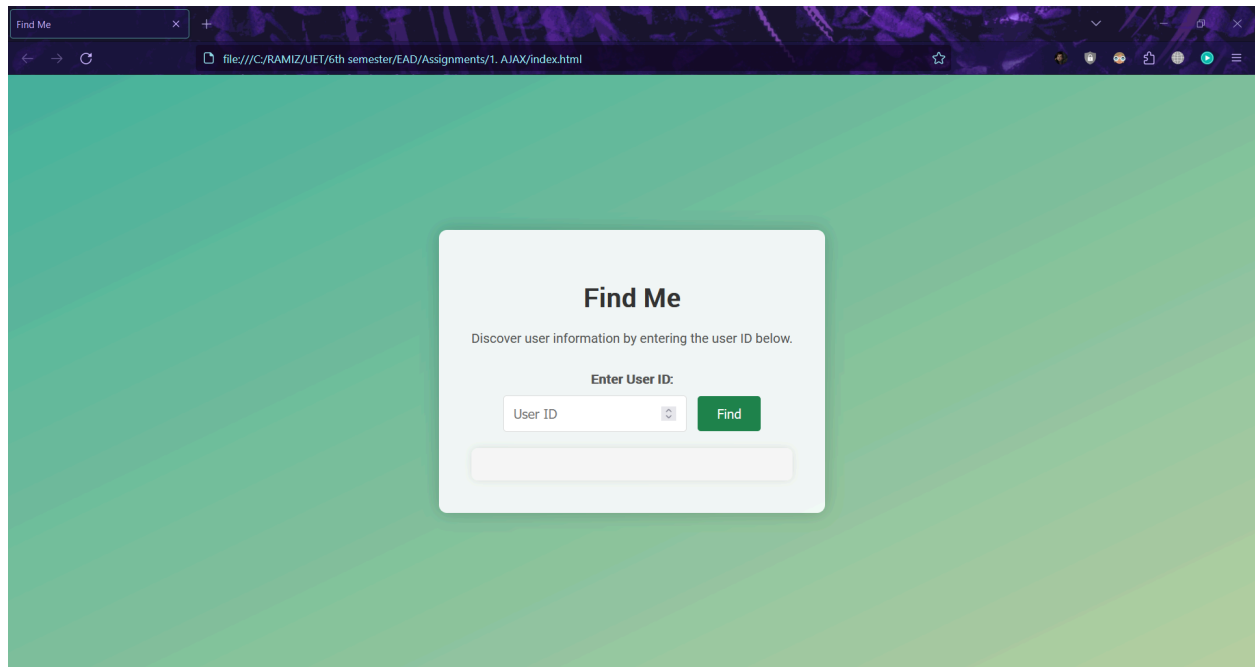 Find Me
file:///C:/RAMIZ/UET/6th semester/EAD/Assignments/1. AJAX/index.html
Find Me
Discover user information by entering the user ID below.
Enter User ID:
User ID Find